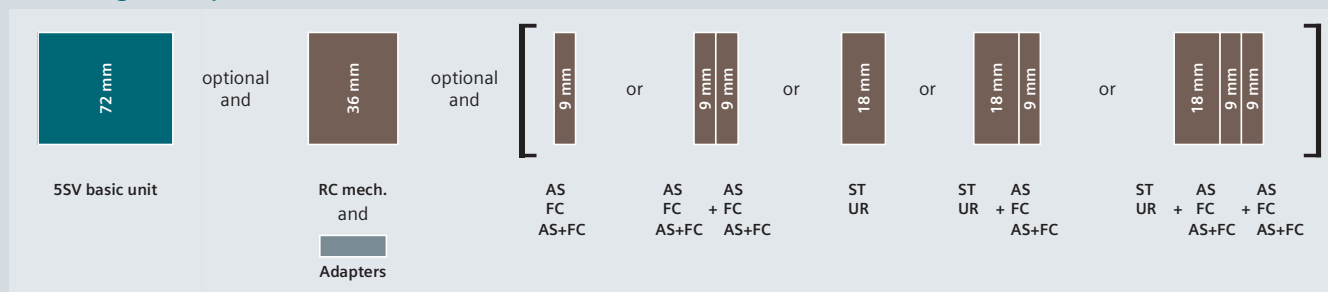 72 mm
optional
and
36 mm
optional
and
9 mm
or
9 mm
9 mm
or
18 mm
or
18 mm
9 mm
or
18 mm
9 mm
9 mm
5SV basic unit
RC mech.
and
Adapters
AS
FC
AS+FC
AS AS
FC + FC
AS+FC AS+FC
ST
UR
ST AS
UR + FC
AS+FC
ST AS AS
UR + FC + FC
AS+FC AS+FC